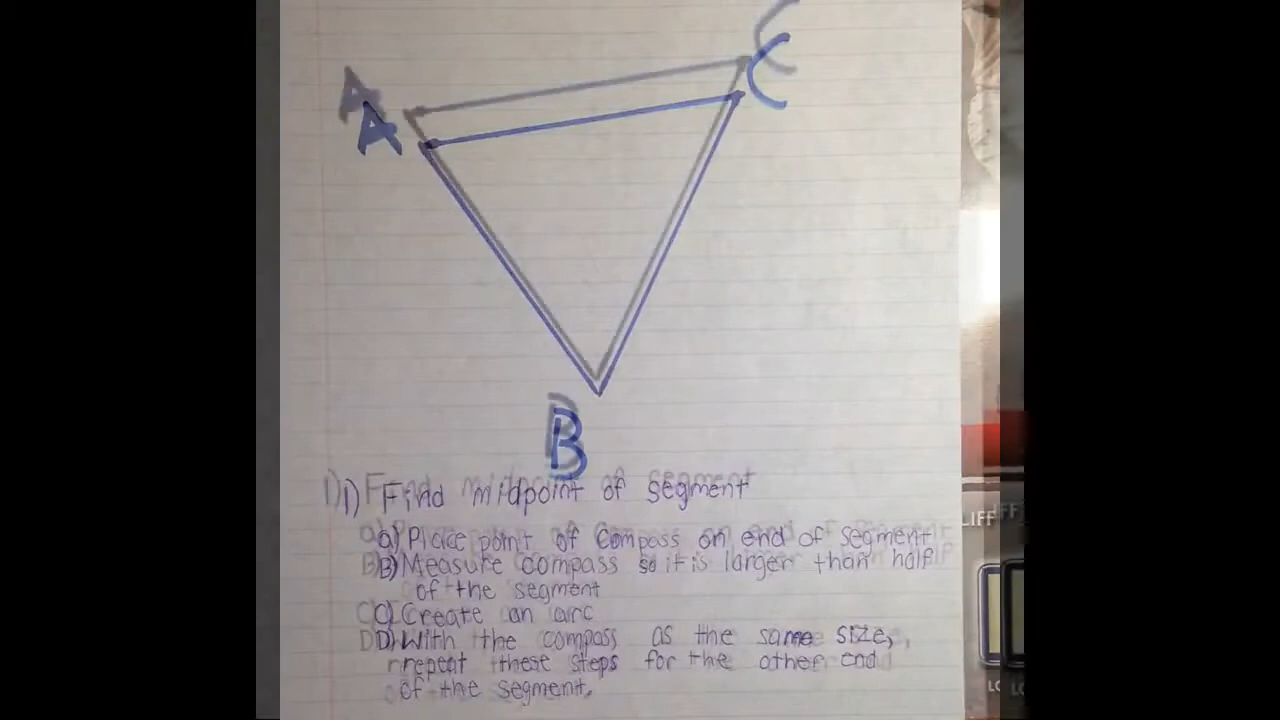 A
C
B
1) Find midpoint of segment
a) Place point of compass on end of segment
B) Measure compass so it is larger than half
of the segment
C) Create an arc
D) With the compass as the same size,
repeat these steps for the other end
of the segment.
LIFF